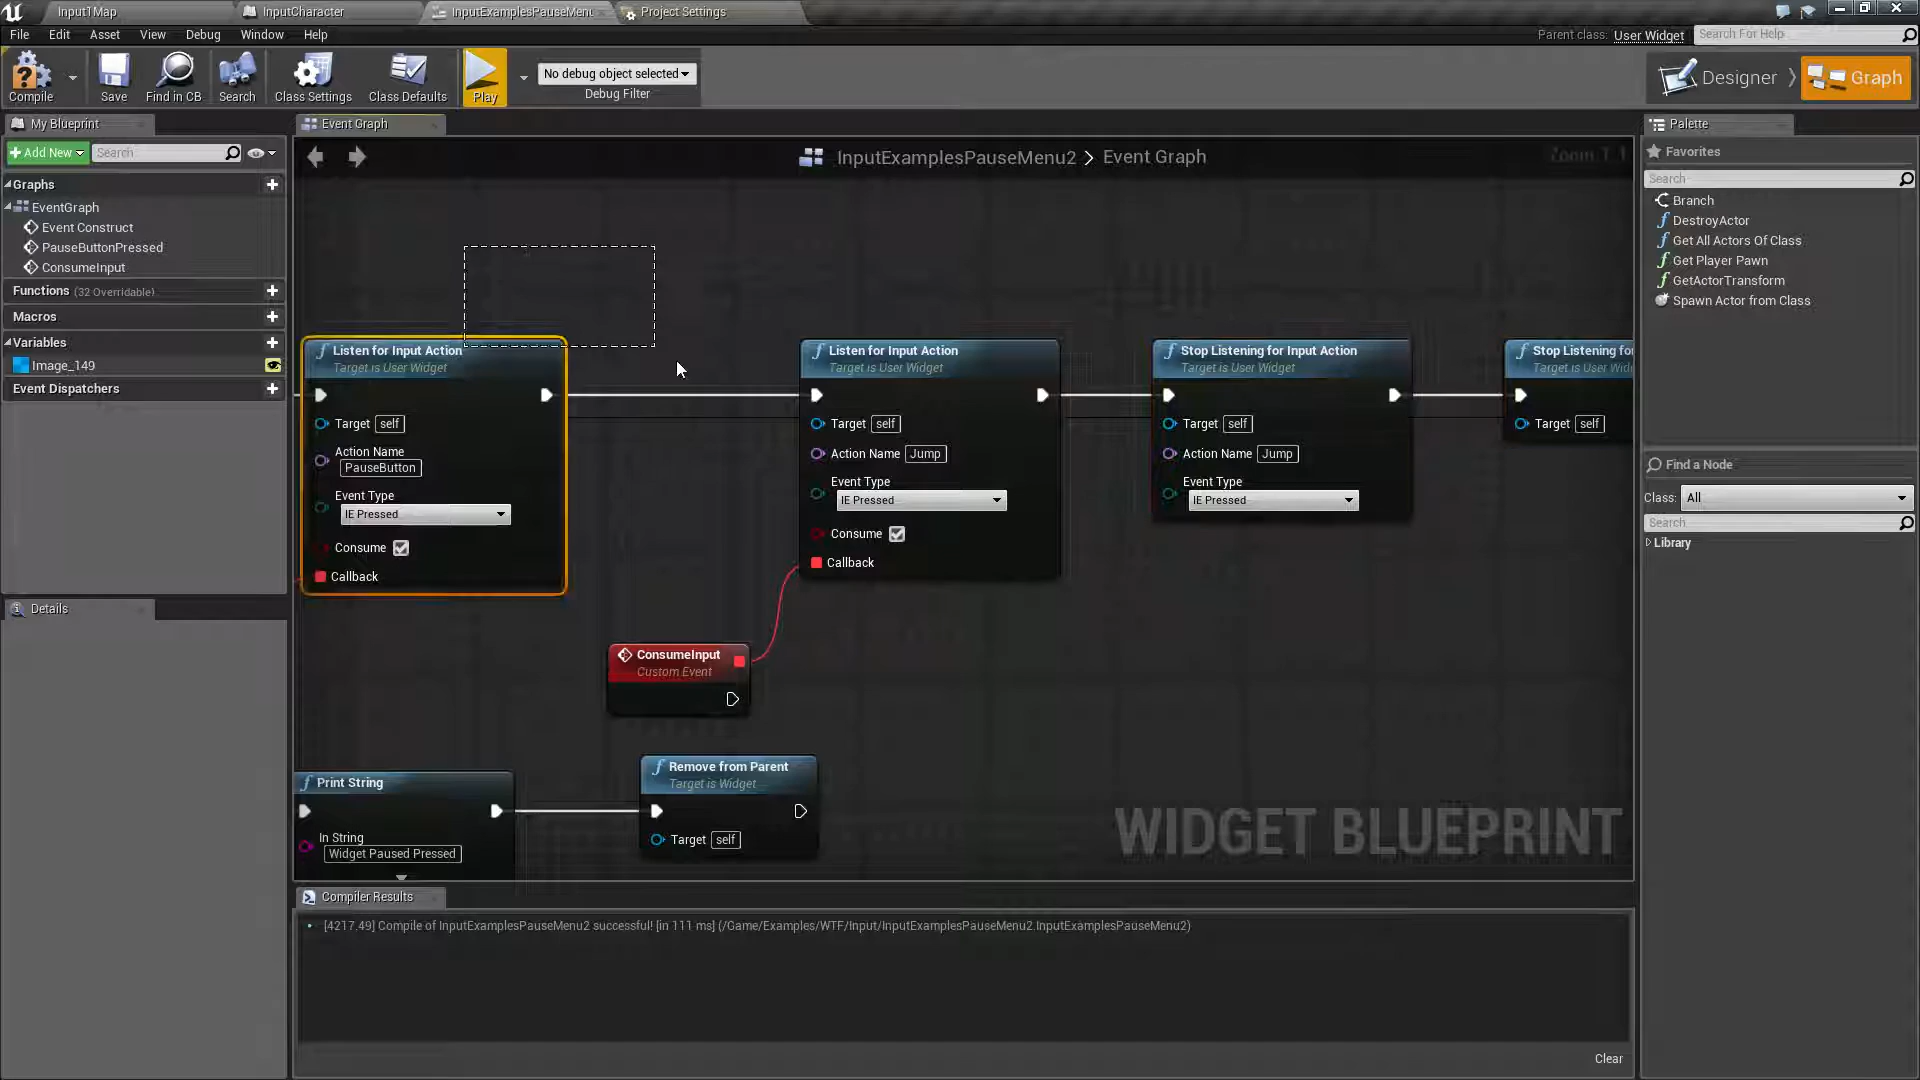 Input1Map
InputCharacter
InputExamplesPauseMenu
Project Settings
File Edit Asset View Debug Window Help
Parent class: User Widget
Search For Help
Compile
Save
Find in CB
Search
Class Settings
Class Defaults
Play
No debug object selected
Debug Filter
Designer
Graph
My Blueprint
+ Add New
Search
Graphs
EventGraph
Event Construct
PauseButtonPressed
ConsumeInput
Functions (32 Overridable)
Macros
Variables
Image_149
Event Dispatchers
Details
Event Graph
InputExamplesPauseMenu2 > Event Graph
Listen for Input Action
Target is User Widget
Target self
Action Name
PauseButton
Event Type
IE Pressed
Consume
Callback
Listen for Input Action
Target is User Widget
Target self
Action Name Jump
Event Type
IE Pressed
Consume
Callback
Stop Listening for Input Action
Target is User Widget
Target self
Action Name Jump
Event Type
IE Pressed
Stop Listening for
Target is User Wid
Target self
ConsumeInput
Custom Event
Print String
In String
Widget Paused Pressed
Remove from Parent
Target is Widget
Target self
WIDGET BLUEPRINT
Compiler Results
[4217.49] Compile of InputExamplesPauseMenu2 successful! [in 111 ms] (/Game/Examples/WTF/Input/InputExamplesPauseMenu2.InputExamplesPauseMenu2)
Clear
Palette
Favorites
Search
Branch
DestroyActor
Get All Actors Of Class
Get Player Pawn
GetActorTransform
Spawn Actor from Class
Find a Node
Class: All
Search
Library